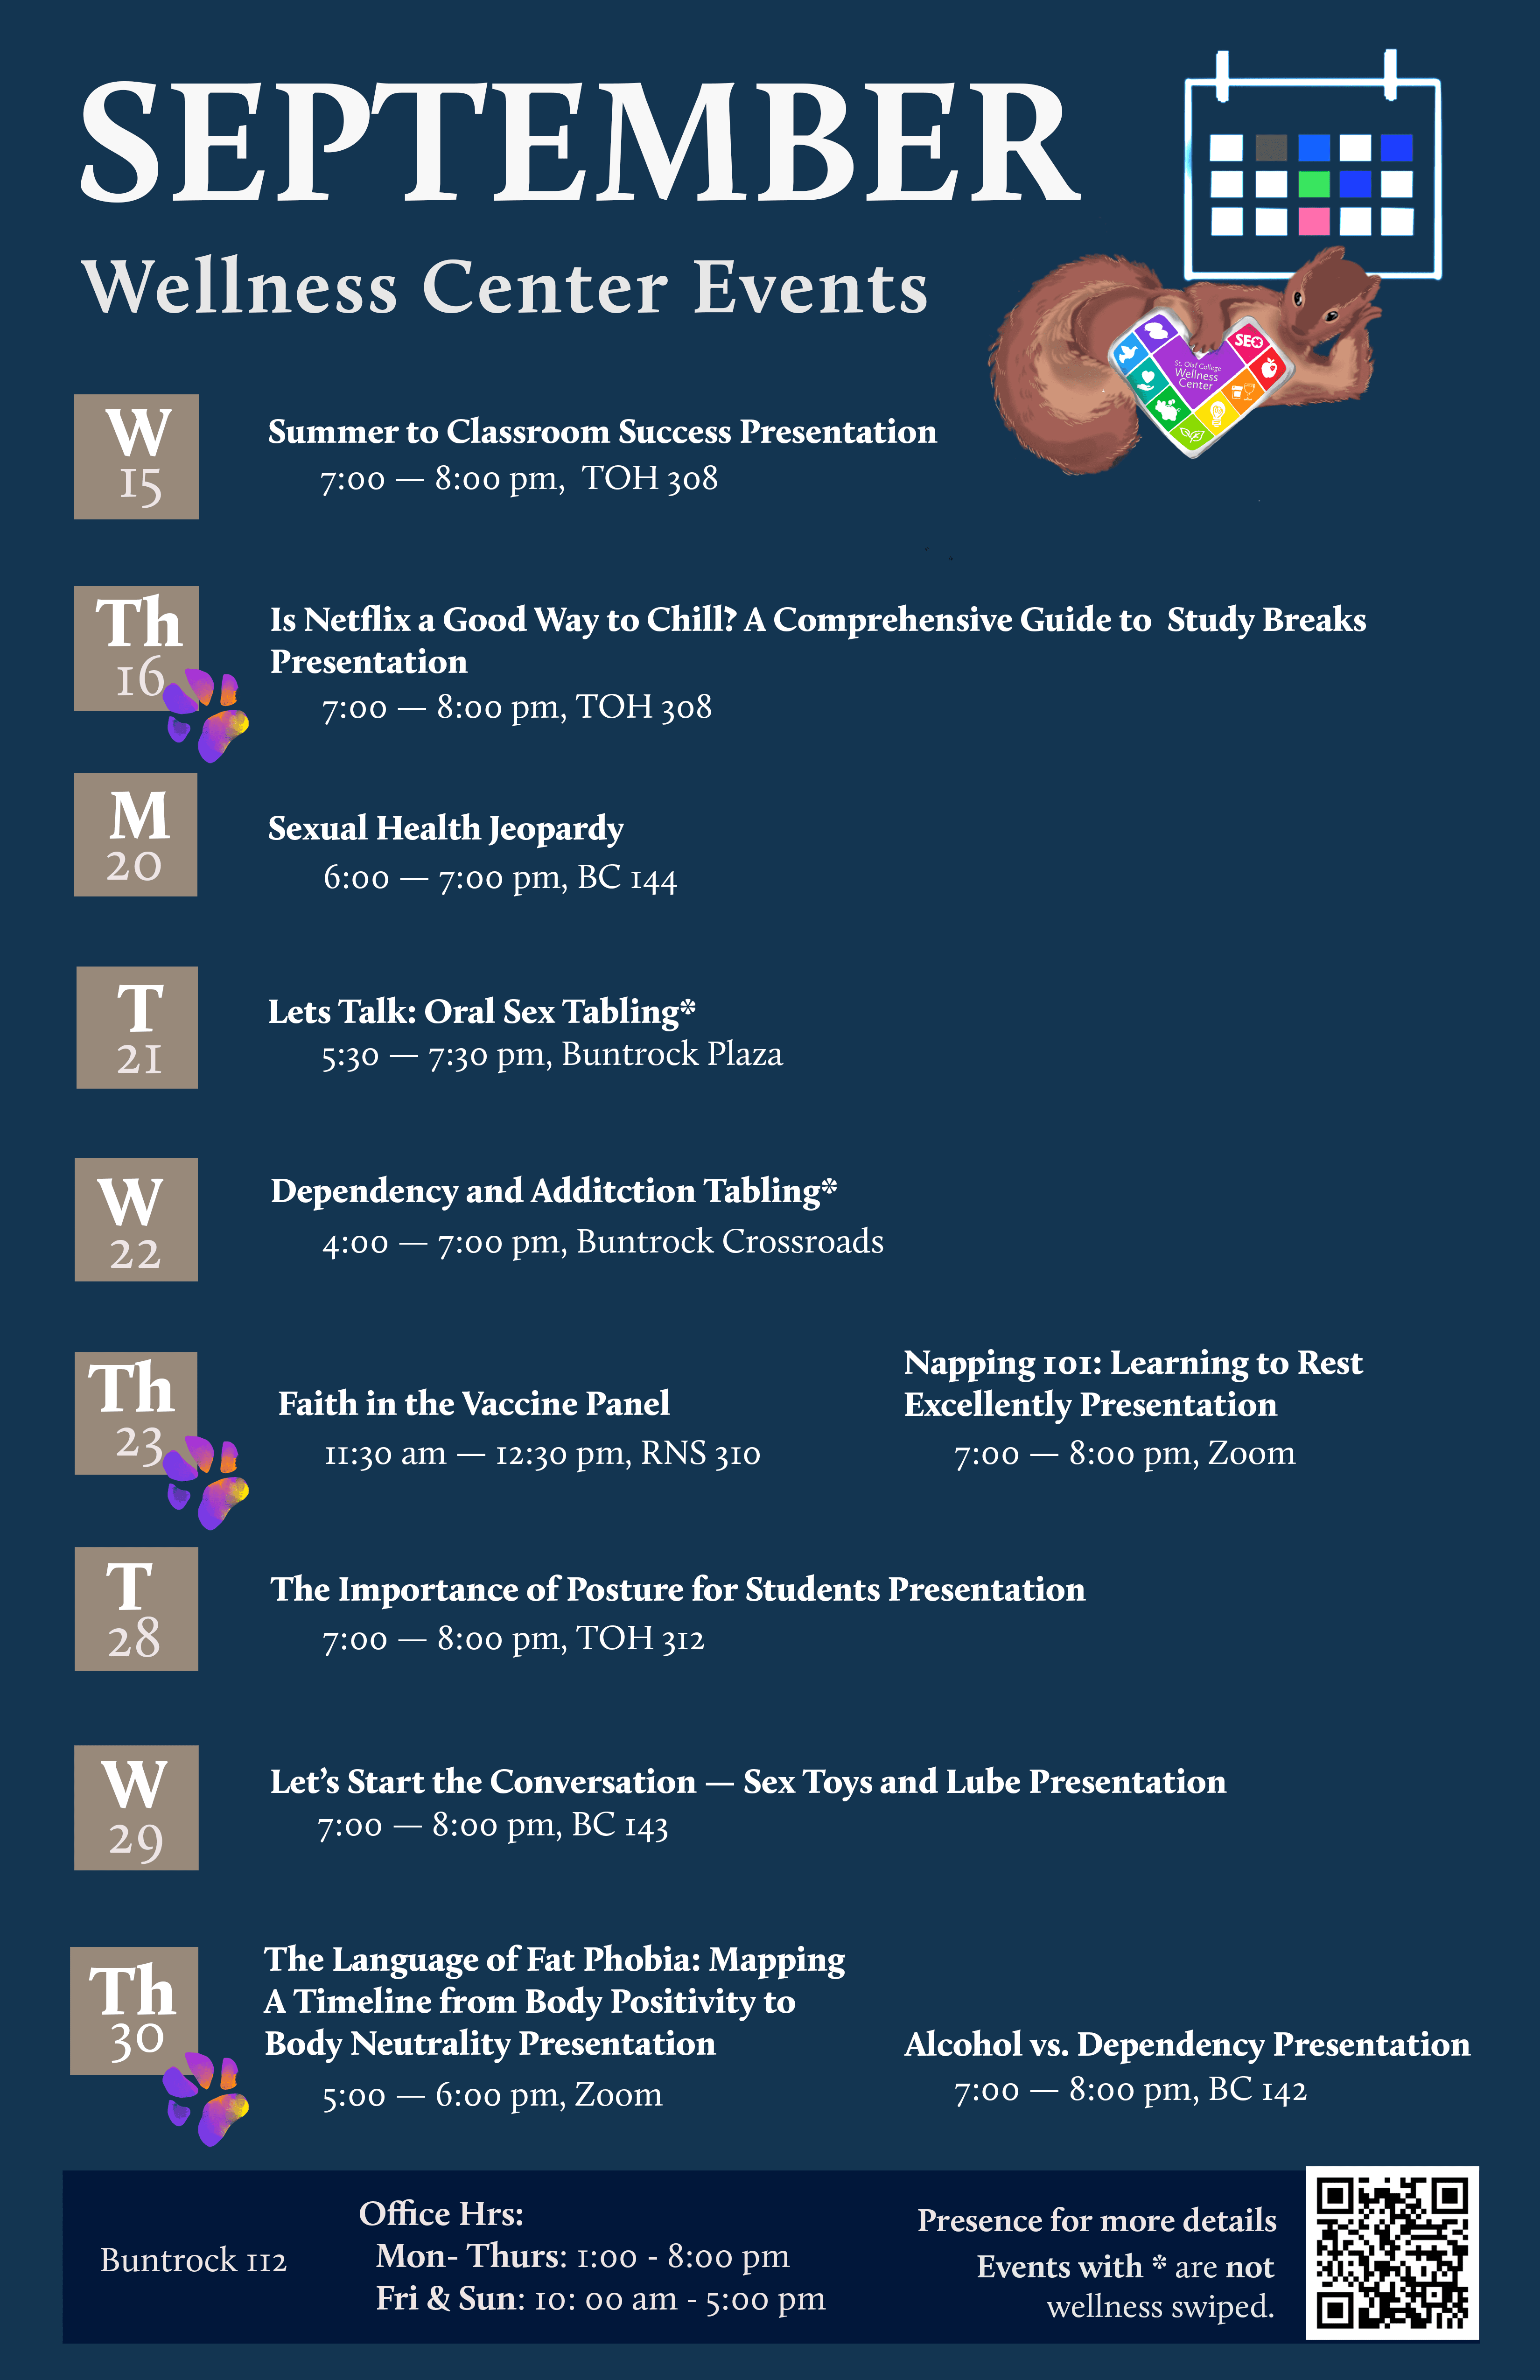 SEPTEMBER
Wellness Center Events
SEO
St. Olaf College
Wellness
Center
W
15
Summer to Classroom Success Presentation
7:00 — 8:00 pm, TOH 308
Th
16
Is Netflix a Good Way to Chill? A Comprehensive Guide to Study Breaks
Presentation
7:00 — 8:00 pm, TOH 308
M
20
Sexual Health Jeopardy
6:00 — 7:00 pm, BC 144
T
21
Lets Talk: Oral Sex Tabling*
5:30 — 7:30 pm, Buntrock Plaza
W
22
Dependency and Additction Tabling*
4:00 — 7:00 pm, Buntrock Crossroads
Th
23
Faith in the Vaccine Panel
11:30 am — 12:30 pm, RNS 310
Napping 101: Learning to Rest
Excellently Presentation
7:00 — 8:00 pm, Zoom
T
28
The Importance of Posture for Students Presentation
7:00 — 8:00 pm, TOH 312
W
29
Let's Start the Conversation — Sex Toys and Lube Presentation
7:00 — 8:00 pm, BC 143
Th
30
The Language of Fat Phobia: Mapping
A Timeline from Body Positivity to
Body Neutrality Presentation
5:00 — 6:00 pm, Zoom
Alcohol vs. Dependency Presentation
7:00 — 8:00 pm, BC 142
Buntrock 112
Office Hrs:
Mon- Thurs: 1:00 - 8:00 pm
Fri & Sun: 10: 00 am - 5:00 pm
Presence for more details
Events with * are not
wellness swiped.